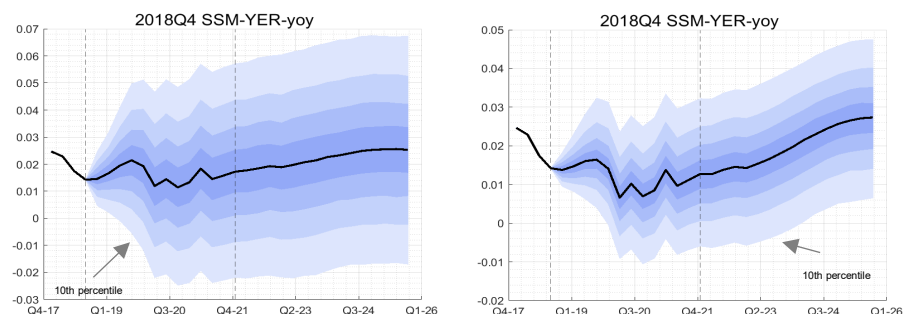 2018Q4 SSM-YER-yoy
0.07
0.06
0.05
0.04
0.03
0.02
0.01
0
-0.01
-0.02
-0.03
10th percentile
Q4-17
Q1-19
Q3-20
Q4-21
Q2-23
Q3-24
Q1-26
2018Q4 SSM-YER-yoy
0.05
0.04
0.03
0.02
0.01
0
-0.01
-0.02
10th percentile
Q4-17
Q1-19
Q3-20
Q4-21
Q2-23
Q3-24
Q1-26